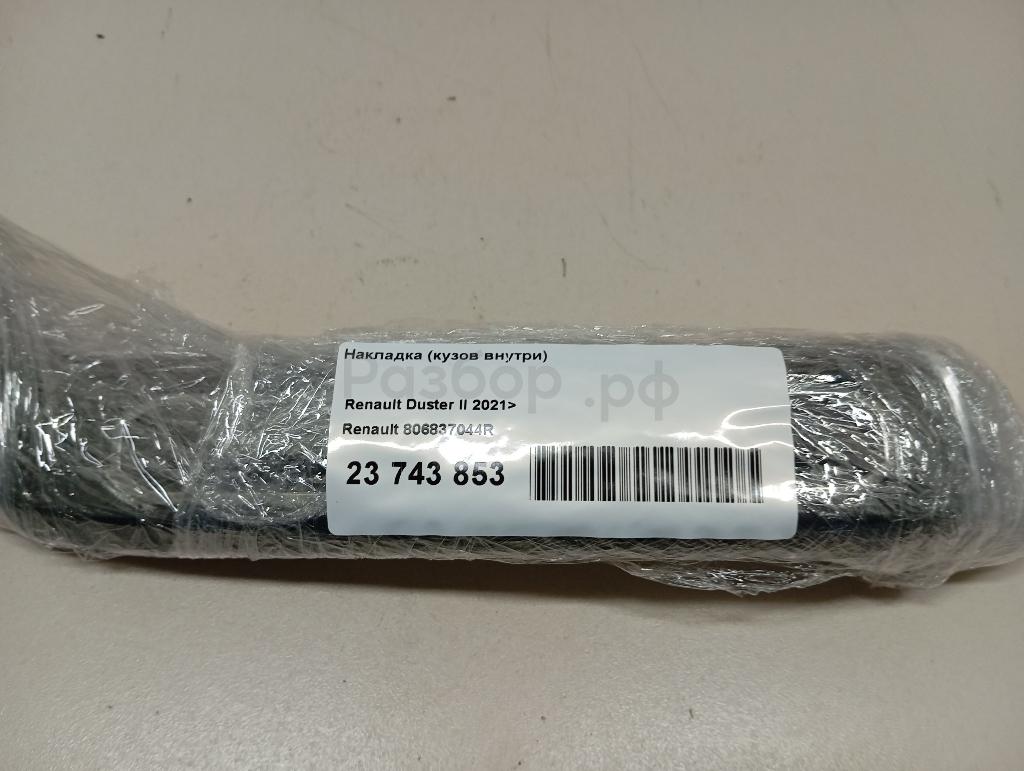 Накладка (кузов внутри)
Разбор.рф
Renault Duster II 2021>
Renault 806837044R
23 743 853